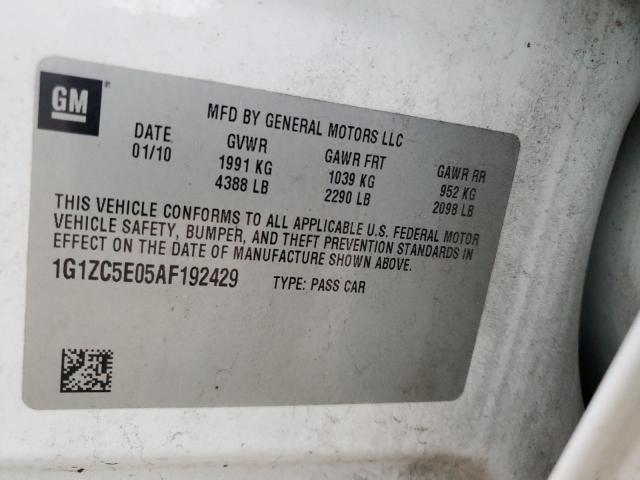 GM
MFD BY GENERAL MOTORS LLC
DATE GVWR GAWR FRT GAWR RR
01/10 1991 KG 1039 KG 952 KG
4388 LB 2290 LB 2098 LB
THIS VEHICLE CONFORMS TO ALL APPLICABLE U.S. FEDERAL MOTOR
VEHICLE SAFETY, BUMPER, AND THEFT PREVENTION STANDARDS IN
EFFECT ON THE DATE OF MANUFACTURE SHOWN ABOVE.
1G1ZC5E05AF192429 TYPE: PASS CAR